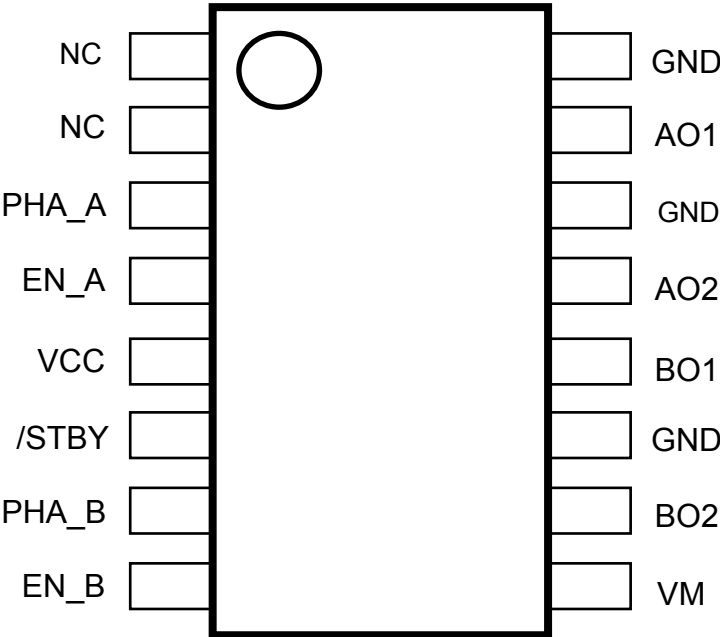 NC
GND
NC
AO1
PHA_A
GND
EN_A
AO2
VCC
BO1
/STBY
GND
PHA_B
BO2
EN_B
VM